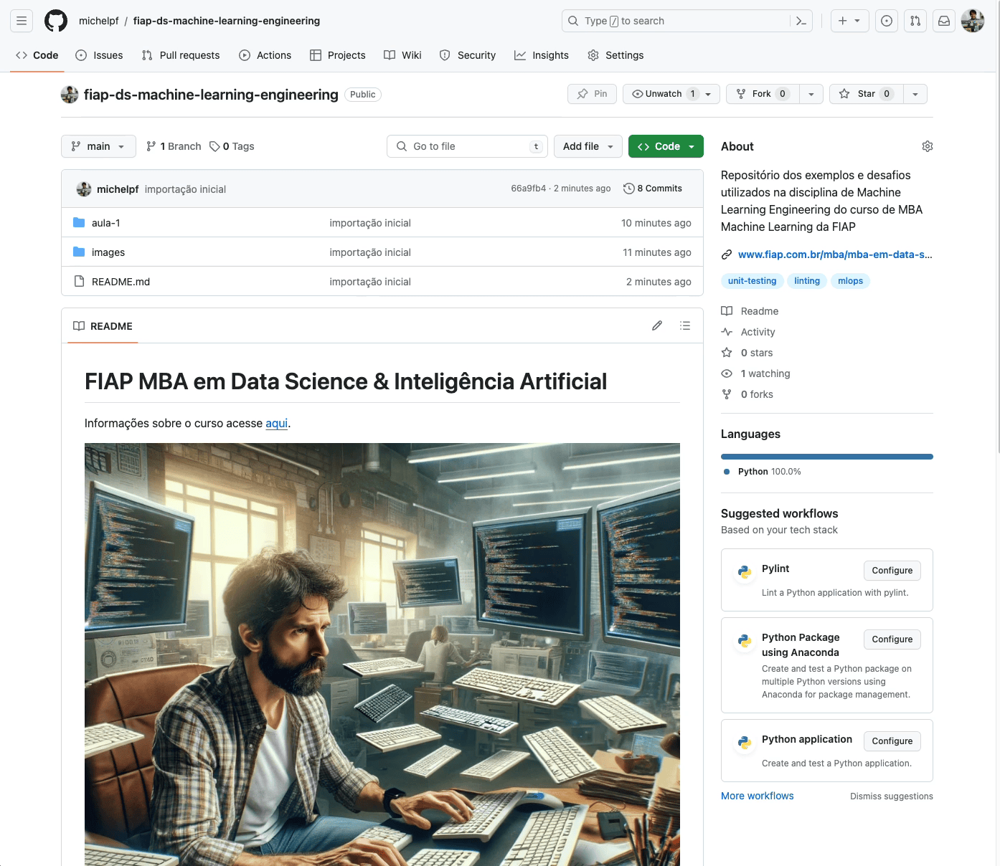 michelpf / fiap-ds-machine-learning-engineering
Type / to search
Code Issues Pull requests Actions Projects Wiki Security Insights Settings
fiap-ds-machine-learning-engineering Public
Pin Unwatch 1 Fork 0 Star 0
main 1 Branch 0 Tags
Go to file t Add file Code
michelpf importação inicial 66a9fb4 · 2 minutes ago 8 Commits
aula-1 importação inicial 10 minutes ago
images importação inicial 11 minutes ago
README.md importação inicial 2 minutes ago
README
FIAP MBA em Data Science & Inteligência Artificial
Informações sobre o curso acesse aqui.
About
Repositório dos exemplos e desafios
utilizados na disciplina de Machine
Learning Engineering do curso de MBA
Machine Learning da FIAP
www.fiap.com.br/mba/mba-em-data-s...
unit-testing linting mlops
Readme
Activity
0 stars
1 watching
0 forks
Languages
Python 100.0%
Suggested workflows
Based on your tech stack
Pylint Configure
Lint a Python application with pylint.
Python Package Configure
using Anaconda
Create and test a Python package on
multiple Python versions using
Anaconda for package management.
Python application Configure
Create and test a Python application.
More workflows Dismiss suggestions